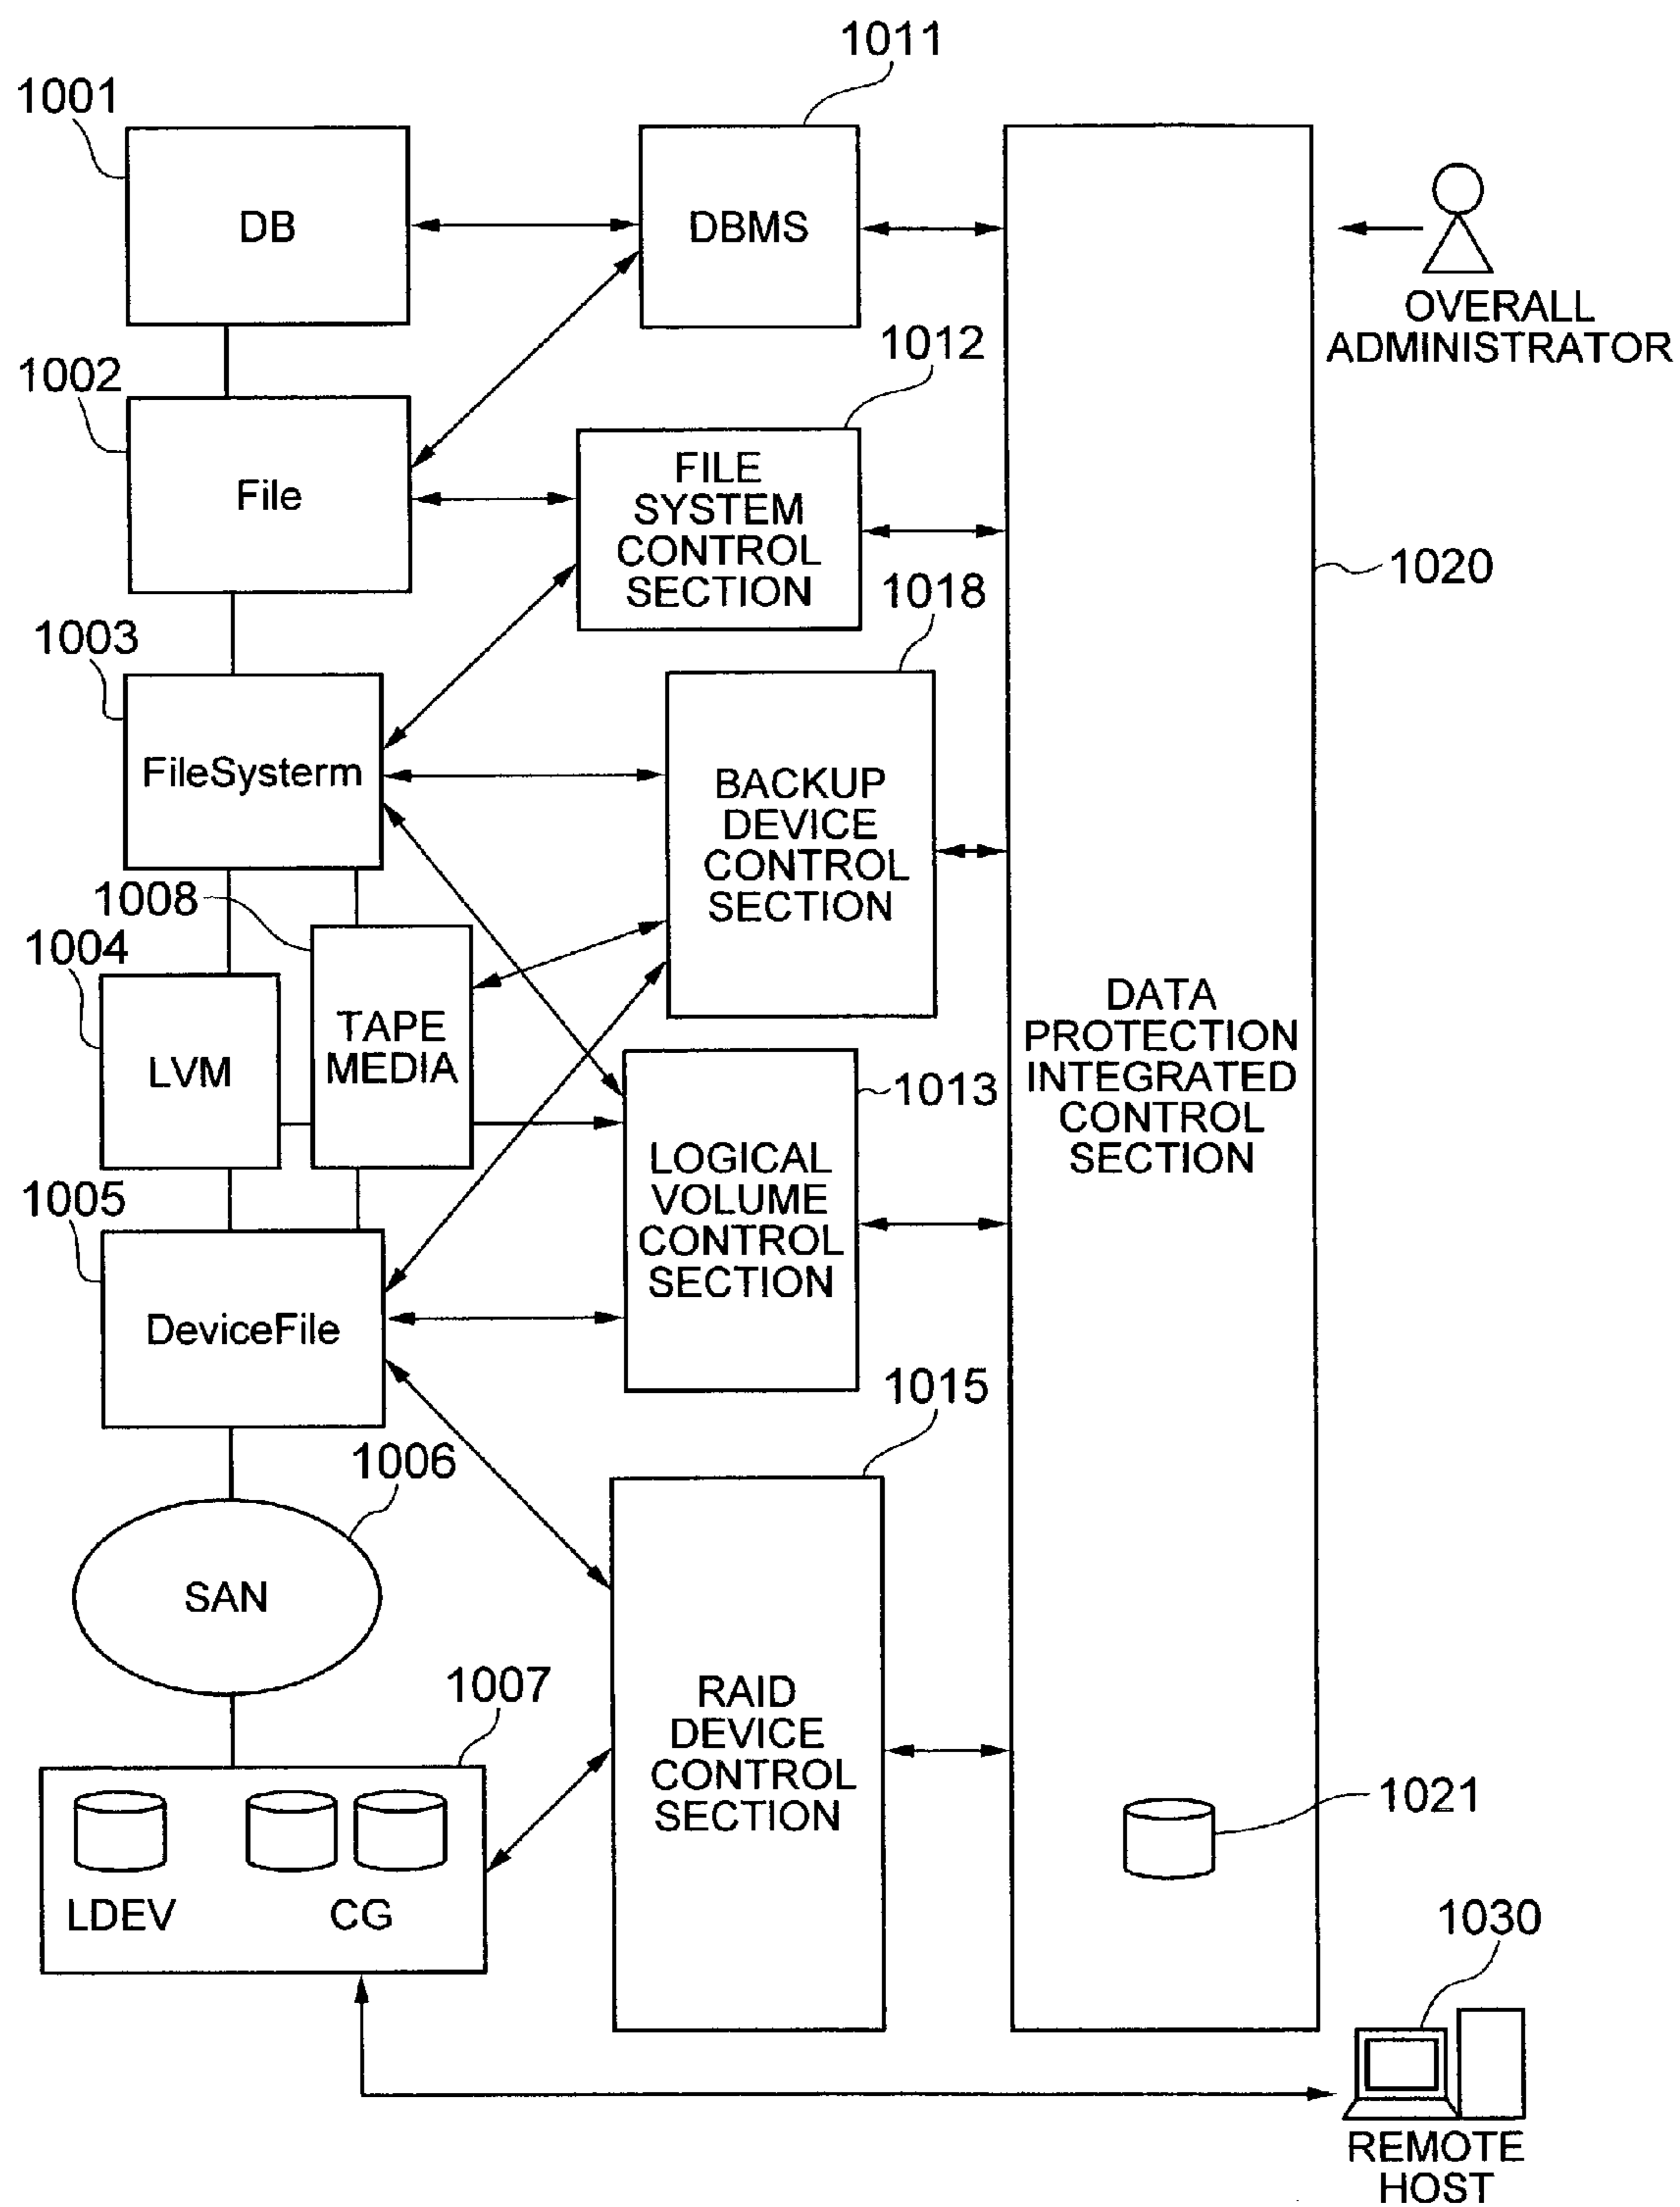 1011
1001
DB
DBMS
OVERALL
ADMINISTRATOR
1012
1002
File
FILE
SYSTEM
CONTROL
SECTION
1020
1018
1003
FileSysterm
BACKUP
DEVICE
CONTROL
SECTION
1008
1004
LVM
TAPE
MEDIA
DATA
PROTECTION
INTEGRATED
CONTROL
SECTION
1013
LOGICAL
VOLUME
CONTROL
SECTION
1005
DeviceFile
1015
1006
SAN
RAID
DEVICE
CONTROL
SECTION
1007
LDEV
CG
1021
1030
REMOTE
HOST